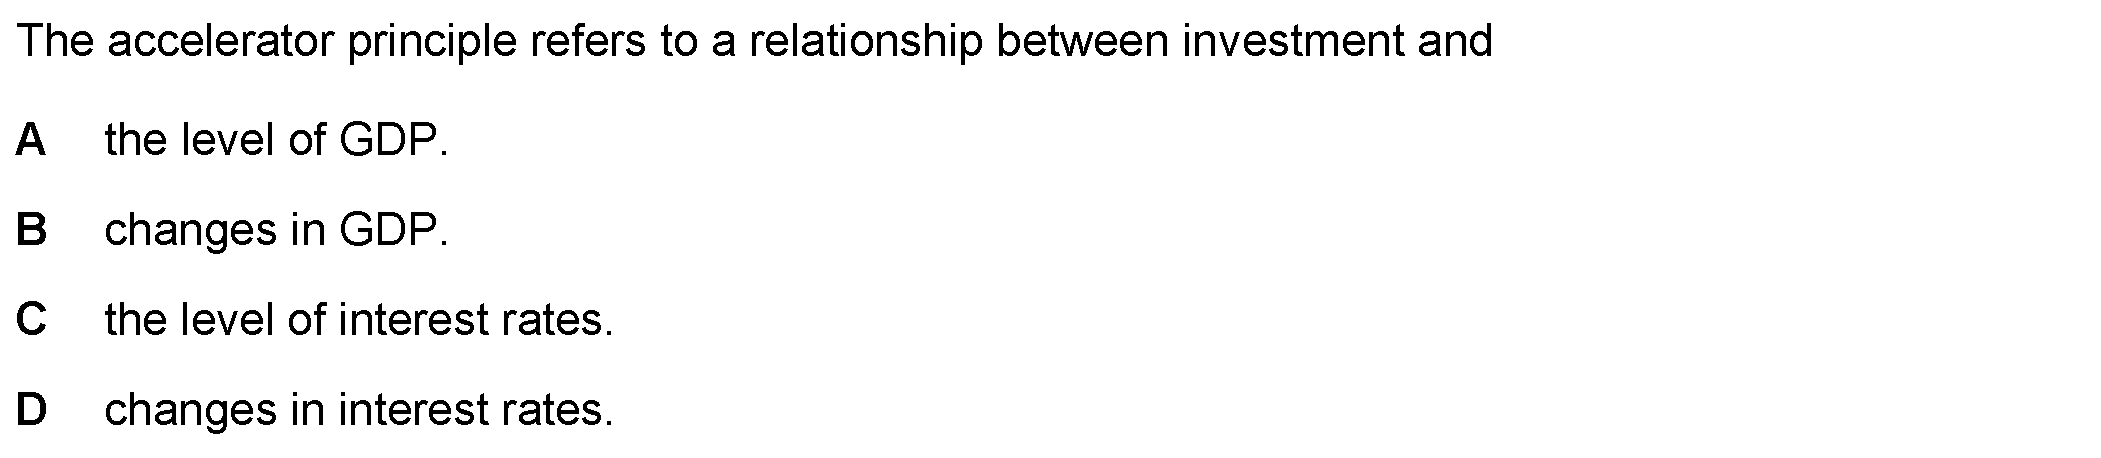 The accelerator principle refers to a relationship between investment and
A the level of GDP.
B changes in GDP.
C the level of interest rates.
D changes in interest rates.